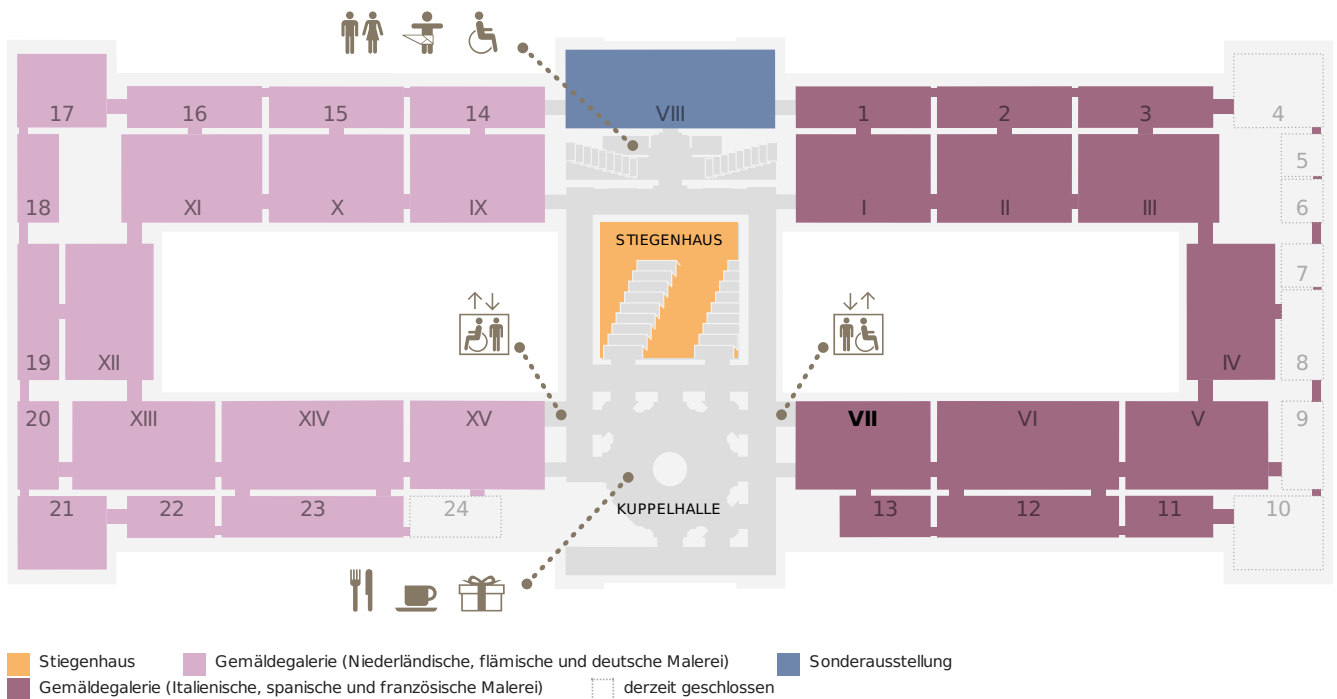 17 16 15 14 VIII 1 2 3 4
5
18 XI X IX I II III 6
STIEGENHAUS
7
19 XII IV 8
20 XIII XIV XV VII VI V 9
21 22 23 24 KUPPELHALLE 13 12 11 10
Stiegenhaus Gemäldegalerie (Niederländische, flämische und deutsche Malerei) Sonderausstellung
Gemäldegalerie (Italienische, spanische und französische Malerei) derzeit geschlossen